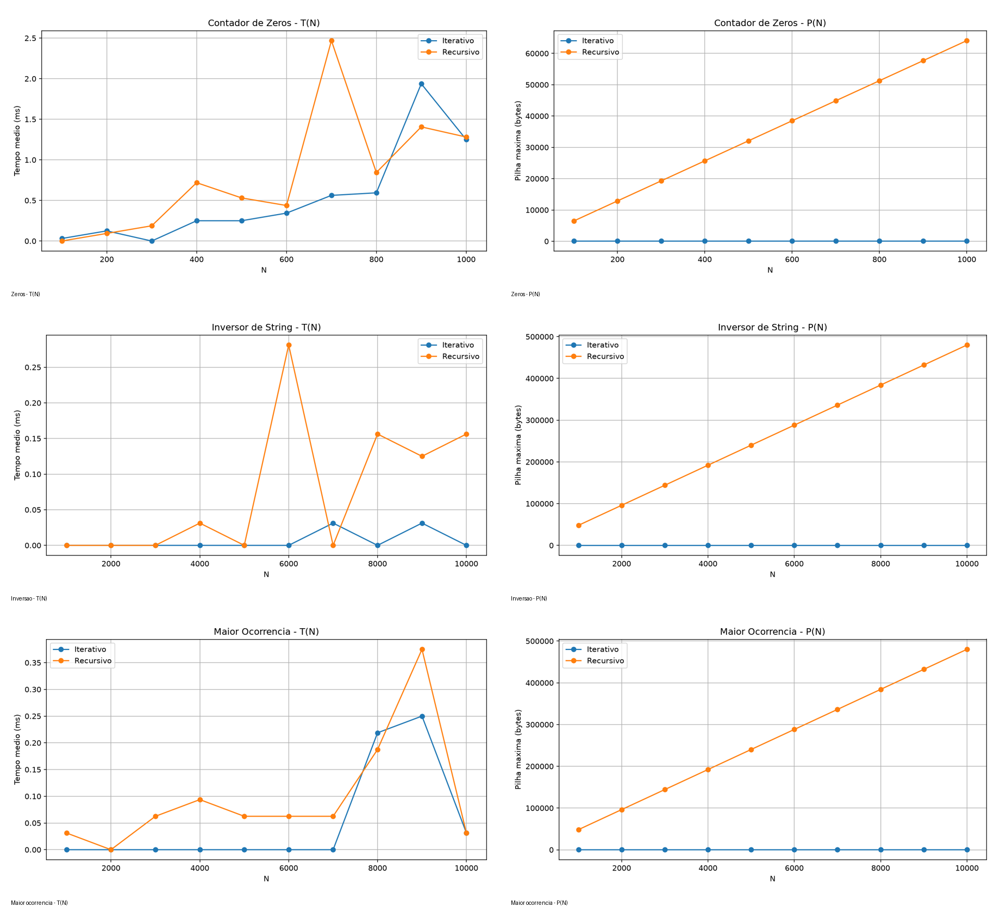 Contador de Zeros - T(N)
Iterativo
Recursivo
2.5
2.0
1.5
1.0
0.5
0.0
Tempo medio (ms)
200
400
600
800
1000
N
Zeros - T(N)
Contador de Zeros - P(N)
Iterativo
Recursivo
60000
50000
40000
30000
20000
10000
0
Pilha maxima (bytes)
200
400
600
800
1000
N
Zeros - P(N)
Inversor de String - T(N)
Iterativo
Recursivo
0.25
0.20
0.15
0.10
0.05
0.00
Tempo medio (ms)
2000
4000
6000
8000
10000
N
Inversao - T(N)
Inversor de String - P(N)
Iterativo
Recursivo
500000
400000
300000
200000
100000
0
Pilha maxima (bytes)
2000
4000
6000
8000
10000
N
Inversao - P(N)
Maior Ocorrencia - T(N)
Iterativo
Recursivo
0.35
0.30
0.25
0.20
0.15
0.10
0.05
0.00
Tempo medio (ms)
2000
4000
6000
8000
10000
N
Maior ocorrencia - T(N)
Maior Ocorrencia - P(N)
Iterativo
Recursivo
500000
400000
300000
200000
100000
0
Pilha maxima (bytes)
2000
4000
6000
8000
10000
N
Maior ocorrencia - P(N)